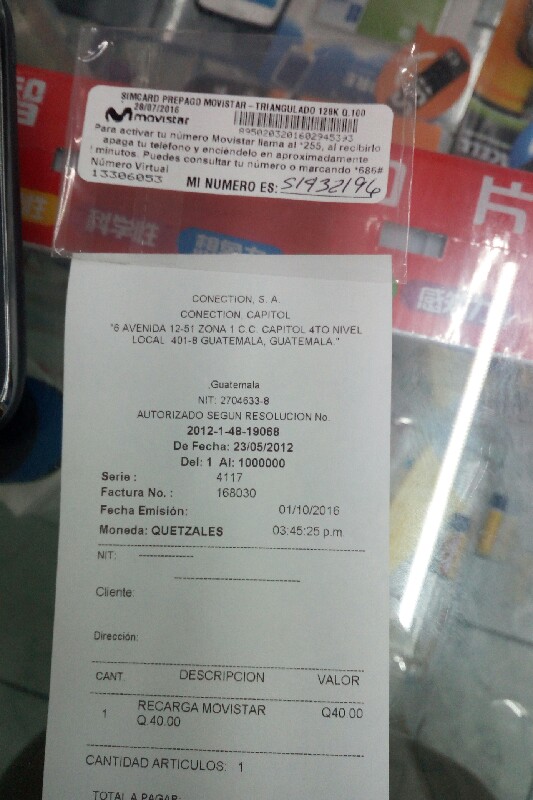 SIMCARD PREPAGO MOVISTAR - TRIANGULADO 128K Q.100
28/07/2016
movistar
8950203201602945393
Para activar tu número Movistar llama al *255, al recibirlo
apaga tu telefono y enciéndelo en aproximadamente
minutos. Puedes consultar tu número o marcando *686#
Número Virtual
13306053 MI NUMERO ES: 51932196
科学性
CONECTION, S. A.
CONECTION, CAPITOL
"6 AVENIDA 12-51 ZONA 1 C.C. CAPITOL 4TO NIVEL
LOCAL 401-B GUATEMALA, GUATEMALA."
,Guatemala
NIT: 2704633-8
AUTORIZADO SEGUN RESOLUCION No.
2012-1-48-19068
De Fecha: 23/05/2012
Del: 1 Al: 1000000
Serie : 4117
Factura No. : 168030
Fecha Emisión: 01/10/2016
Moneda: QUETZALES 03:45:25 p.m.
NIT: --------------
Cliente:
Dirección:
CANT. DESCRIPCION VALOR
1 RECARGA MOVISTAR Q40.00
Q.40.00
CANTIDAD ARTICULOS: 1
TOTAL A PAGAR: